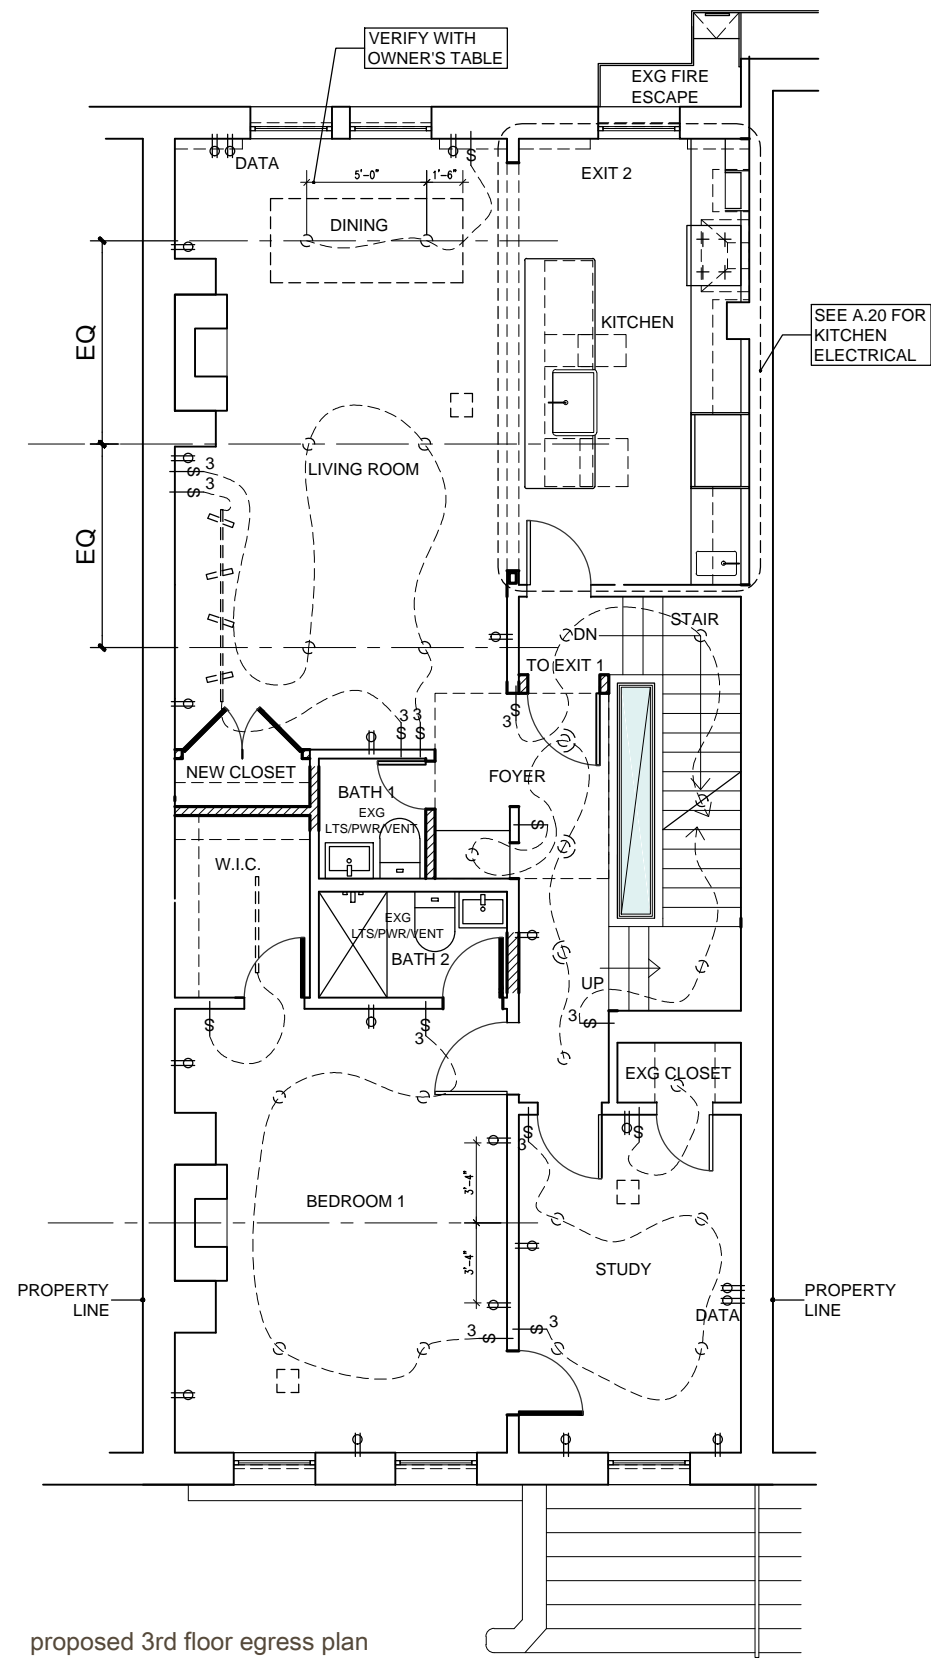 VERIFY WITH
OWNER'S TABLE
EXG FIRE
ESCAPE
DATA
S
EXIT 2
5'-0"
1'-6"
DINING
EQ
KITCHEN
SEE A.20 FOR
KITCHEN
ELECTRICAL
LIVING ROOM
S 3
S 3
EQ
STAIR
DN
TO EXIT 1
S
3
3 3
S S
NEW CLOSET
FOYER
BATH 1
EXG
LTS/PWR/VENT
S
W.I.C.
EXG
LTS/PWR/VENT
BATH 2
UP
3 S
S
S
3
EXG CLOSET
S
3
S
3'-4"
BEDROOM 1
3'-4"
STUDY
PROPERTY
LINE
PROPERTY
LINE
DATA
3 S
S 3
proposed 3rd floor egress plan